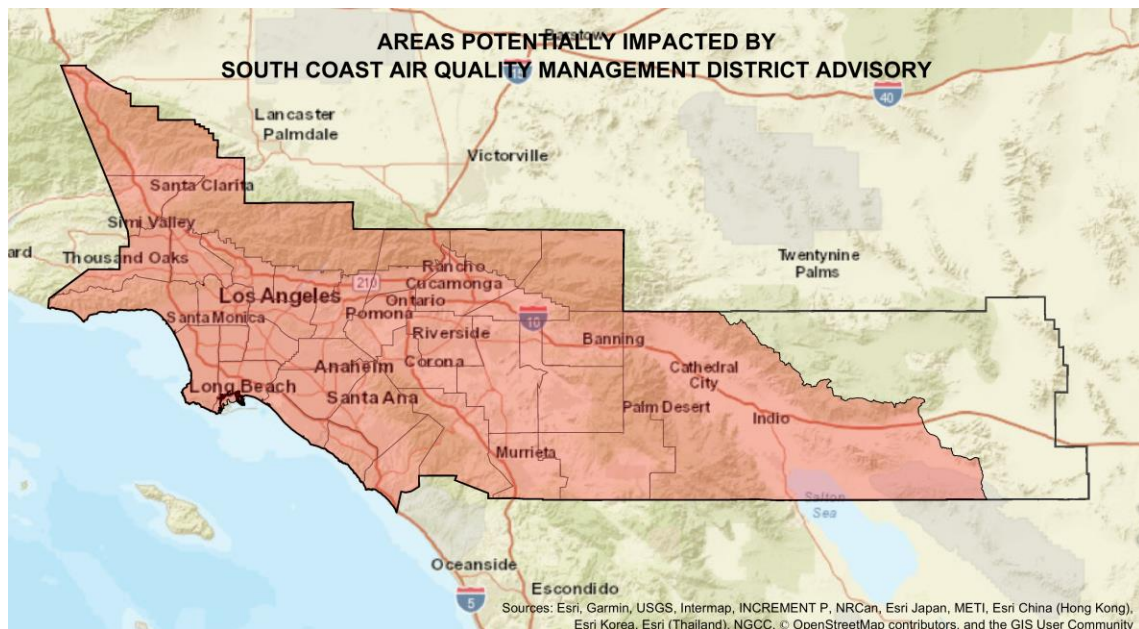 Barstow
AREAS POTENTIALLY IMPACTED BY
SOUTH COAST AIR QUALITY MANAGEMENT DISTRICT ADVISORY
15
40
Lancaster
Palmdale
Victorville
Santa Clarita
Simi Valley
ard
Thousand Oaks
Twentynine
Palms
Rancho
Cucamonga
210
Los Angeles
Ontario
Santa Monica
Pomona
10
Riverside
Banning
Anaheim
Corona
Cathedral
City
Long Beach
Santa Ana
Palm Desert
Indio
Murrieta
Salton
Sea
Oceanside
Escondido
5
Sources: Esri, Garmin, USGS, Intermap, INCREMENT P, NRCan, Esri Japan, METI, Esri China (Hong Kong),
Esri Korea, Esri (Thailand), NGCC, © OpenStreetMap contributors, and the GIS User Community